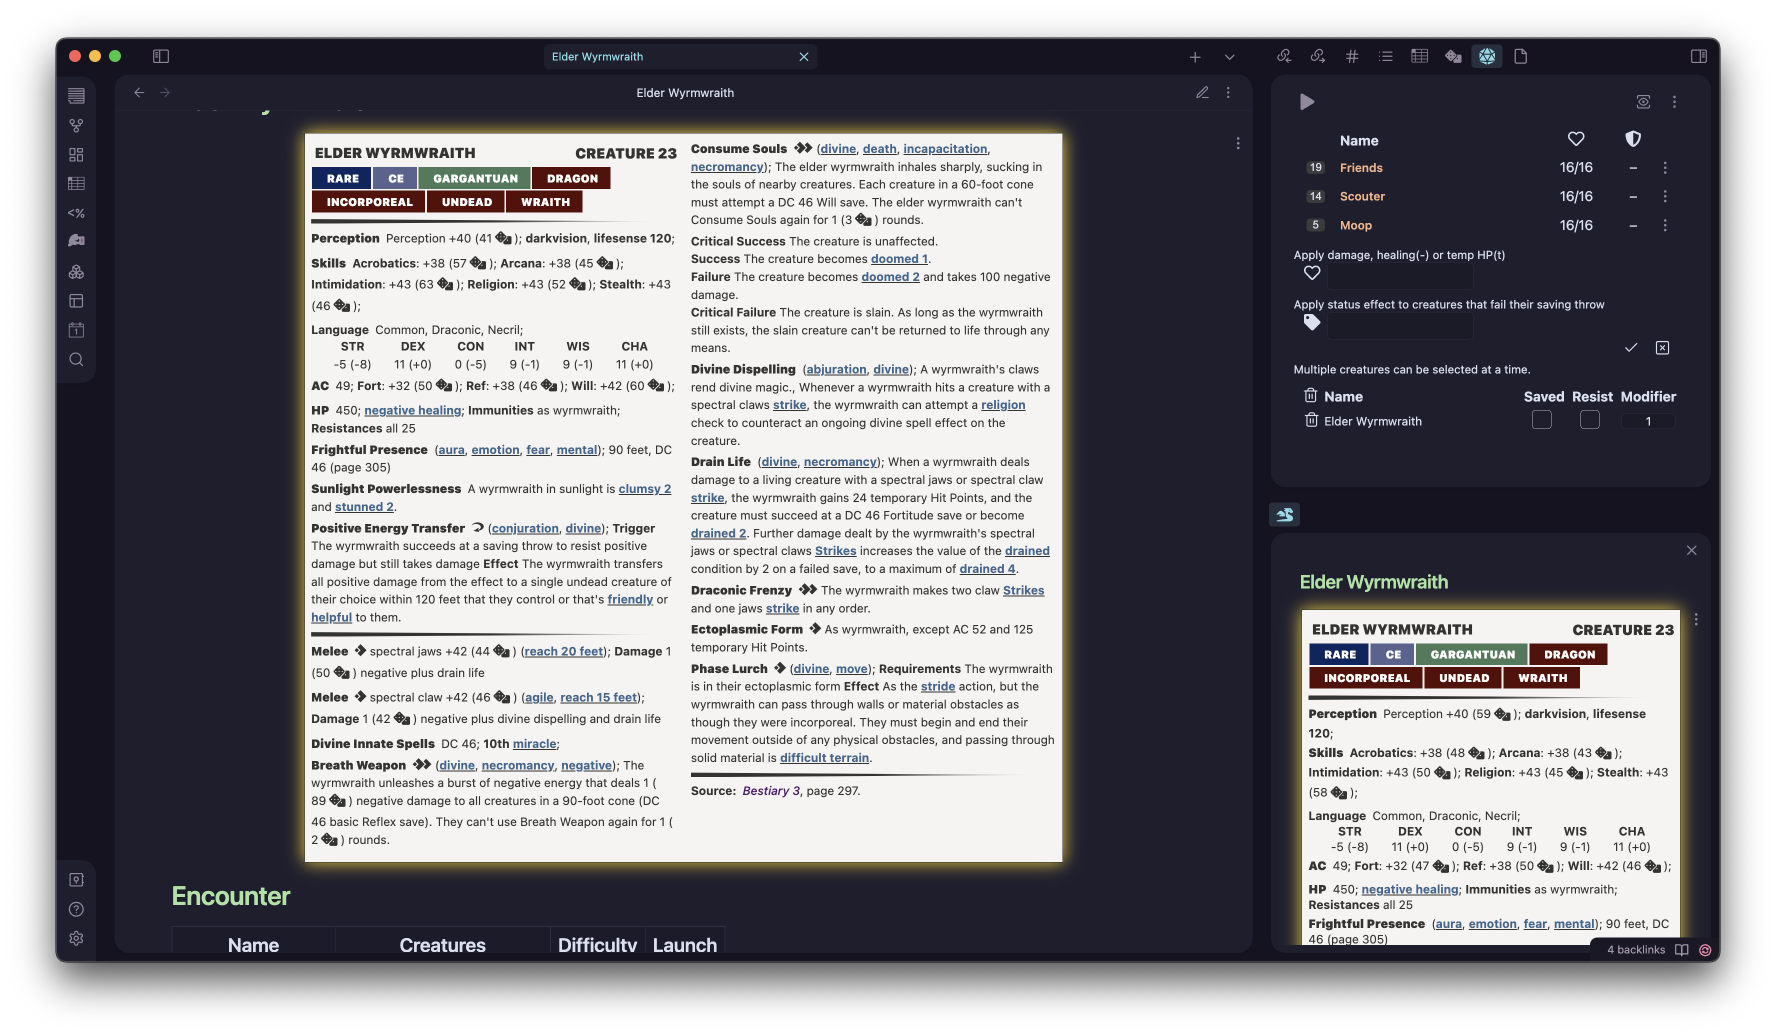 Elder Wyrmwraith
Elder Wyrmwraith
ELDER WYRMWRAITH CREATURE 23
RARE CE GARGANTUAN DRAGON
INCORPOREAL UNDEAD WRAITH
Perception Perception +40 (41 ); darkvision, lifesense 120;
Skills Acrobatics: +38 (57 ); Arcana: +38 (45 );
Intimidation: +43 (63 ); Religion: +43 (52 ); Stealth: +43
(46 );
Language Common, Draconic, Necril;
STR DEX CON INT WIS CHA
-5 (-8) 11 (+0) 0 (-5) 9 (-1) 9 (-1) 11 (+0)
AC 49; Fort: +32 (50 ); Ref: +38 (46 ); Will: +42 (60 );
HP 450; negative healing; Immunities as wyrmwraith;
Resistances all 25
Frightful Presence (aura, emotion, fear, mental); 90 feet, DC
46 (page 305)
Sunlight Powerlessness A wyrmwraith in sunlight is clumsy 2
and stunned 2.
Positive Energy Transfer (conjuration, divine); Trigger
The wyrmwraith succeeds at a saving throw to resist positive
damage but still takes damage Effect The wyrmwraith transfers
all positive damage from the effect to a single undead creature of
their choice within 120 feet that they control or that's friendly or
helpful to them.
Melee spectral jaws +42 (44 ) (reach 20 feet); Damage 1
(50 ) negative plus drain life
Melee spectral claw +42 (46 ) (agile, reach 15 feet);
Damage 1 (42 ) negative plus divine dispelling and drain life
Divine Innate Spells DC 46; 10th miracle;
Breath Weapon (divine, necromancy, negative); The
wyrmwraith unleashes a burst of negative energy that deals 1 (
89 ) negative damage to all creatures in a 90-foot cone (DC
46 basic Reflex save). They can't use Breath Weapon again for 1 (
2 ) rounds.
Consume Souls (divine, death, incapacitation,
necromancy); The elder wyrmwraith inhales sharply, sucking in
the souls of nearby creatures. Each creature in a 60-foot cone
must attempt a DC 46 Will save. The elder wyrmwraith can't
Consume Souls again for 1 (3 ) rounds.
Critical Success The creature is unaffected.
Success The creature becomes doomed 1.
Failure The creature becomes doomed 2 and takes 100 negative
damage.
Critical Failure The creature is slain. As long as the wyrmwraith
still exists, the slain creature can't be returned to life through any
means.
Divine Dispelling (abjuration, divine); A wyrmwraith's claws
rend divine magic., Whenever a wyrmwraith hits a creature with a
spectral claws strike, the wyrmwraith can attempt a religion
check to counteract an ongoing divine spell effect on the
creature.
Drain Life (divine, necromancy); When a wyrmwraith deals
damage to a living creature with a spectral jaws or spectral claw
strike, the wyrmwraith gains 24 temporary Hit Points, and the
creature must succeed at a DC 46 Fortitude save or become
drained 2. Further damage dealt by the wyrmwraith's spectral
jaws or spectral claws Strikes increases the value of the drained
condition by 2 on a failed save, to a maximum of drained 4.
Draconic Frenzy The wyrmwraith makes two claw Strikes
and one jaws strike in any order.
Ectoplasmic Form As wyrmwraith, except AC 52 and 125
temporary Hit Points.
Phase Lurch (divine, move); Requirements The wyrmwraith
is in their ectoplasmic form Effect As the stride action, but the
wyrmwraith can pass through walls or material obstacles as
though they were incorporeal. They must begin and end their
movement outside of any physical obstacles, and passing through
solid material is difficult terrain.
Source: Bestiary 3, page 297.
Encounter
Name Creatures Difficulty Launch
Name
19 Friends 16/16 –
14 Scouter 16/16 –
5 Moop 16/16 –
Apply damage, healing(-) or temp HP(t)
Apply status effect to creatures that fail their saving throw
Multiple creatures can be selected at a time.
Name Saved Resist Modifier
Elder Wyrmwraith 1
Elder Wyrmwraith
ELDER WYRMWRAITH CREATURE 23
RARE CE GARGANTUAN DRAGON
INCORPOREAL UNDEAD WRAITH
Perception Perception +40 (59 ); darkvision, lifesense
120;
Skills Acrobatics: +38 (48 ); Arcana: +38 (43 );
Intimidation: +43 (50 ); Religion: +43 (45 ); Stealth: +43
(58 );
Language Common, Draconic, Necril;
STR DEX CON INT WIS CHA
-5 (-8) 11 (+0) 0 (-5) 9 (-1) 9 (-1) 11 (+0)
AC 49; Fort: +32 (47 ); Ref: +38 (50 ); Will: +42 (46 );
HP 450; negative healing; Immunities as wyrmwraith;
Resistances all 25
Frightful Presence (aura, emotion, fear, mental); 90 feet, DC
46 (page 305)
4 backlinks